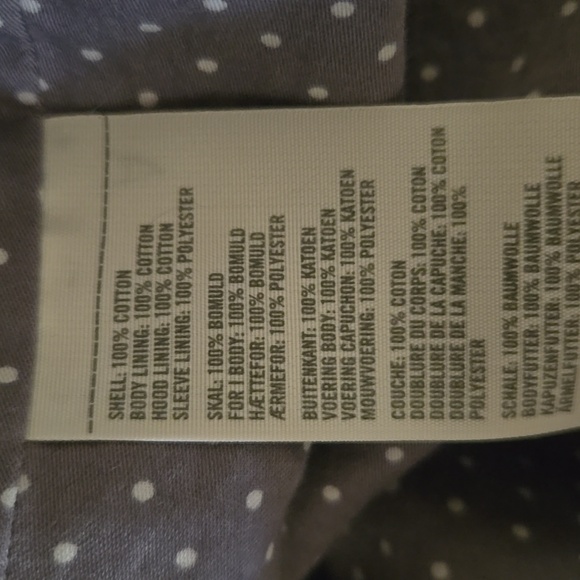 SHELL: 100% COTTON
BODY LINING: 100% COTTON
HOOD LINING: 100% COTTON
SLEEVE LINING: 100% POLYESTER
SKAL: 100% BOMULD
FOR I BODY: 100% BOMULD
HÆTTEFOR: 100% BOMULD
ÆRMEFOR: 100% POLYESTER
BUITENKANT: 100% KATOEN
VOERING BODY: 100% KATOEN
VOERING CAPUCHON: 100% KATOEN
MOUWVOERING: 100% POLYESTER
COUCHE: 100% COTON
DOUBLURE DU CORPS: 100% COTON
DOUBLURE DE LA CAPUCHE: 100% COTON
DOUBLURE DE LA MANCHE: 100%
POLYESTER
SCHALE: 100% BAUMWOLLE
BODYFUTTER: 100% BAUMWOLLE
KAPUZENFUTTER: 100% BAUMWOLLE
ÄRMELFUTTER: 100% POLYESTER